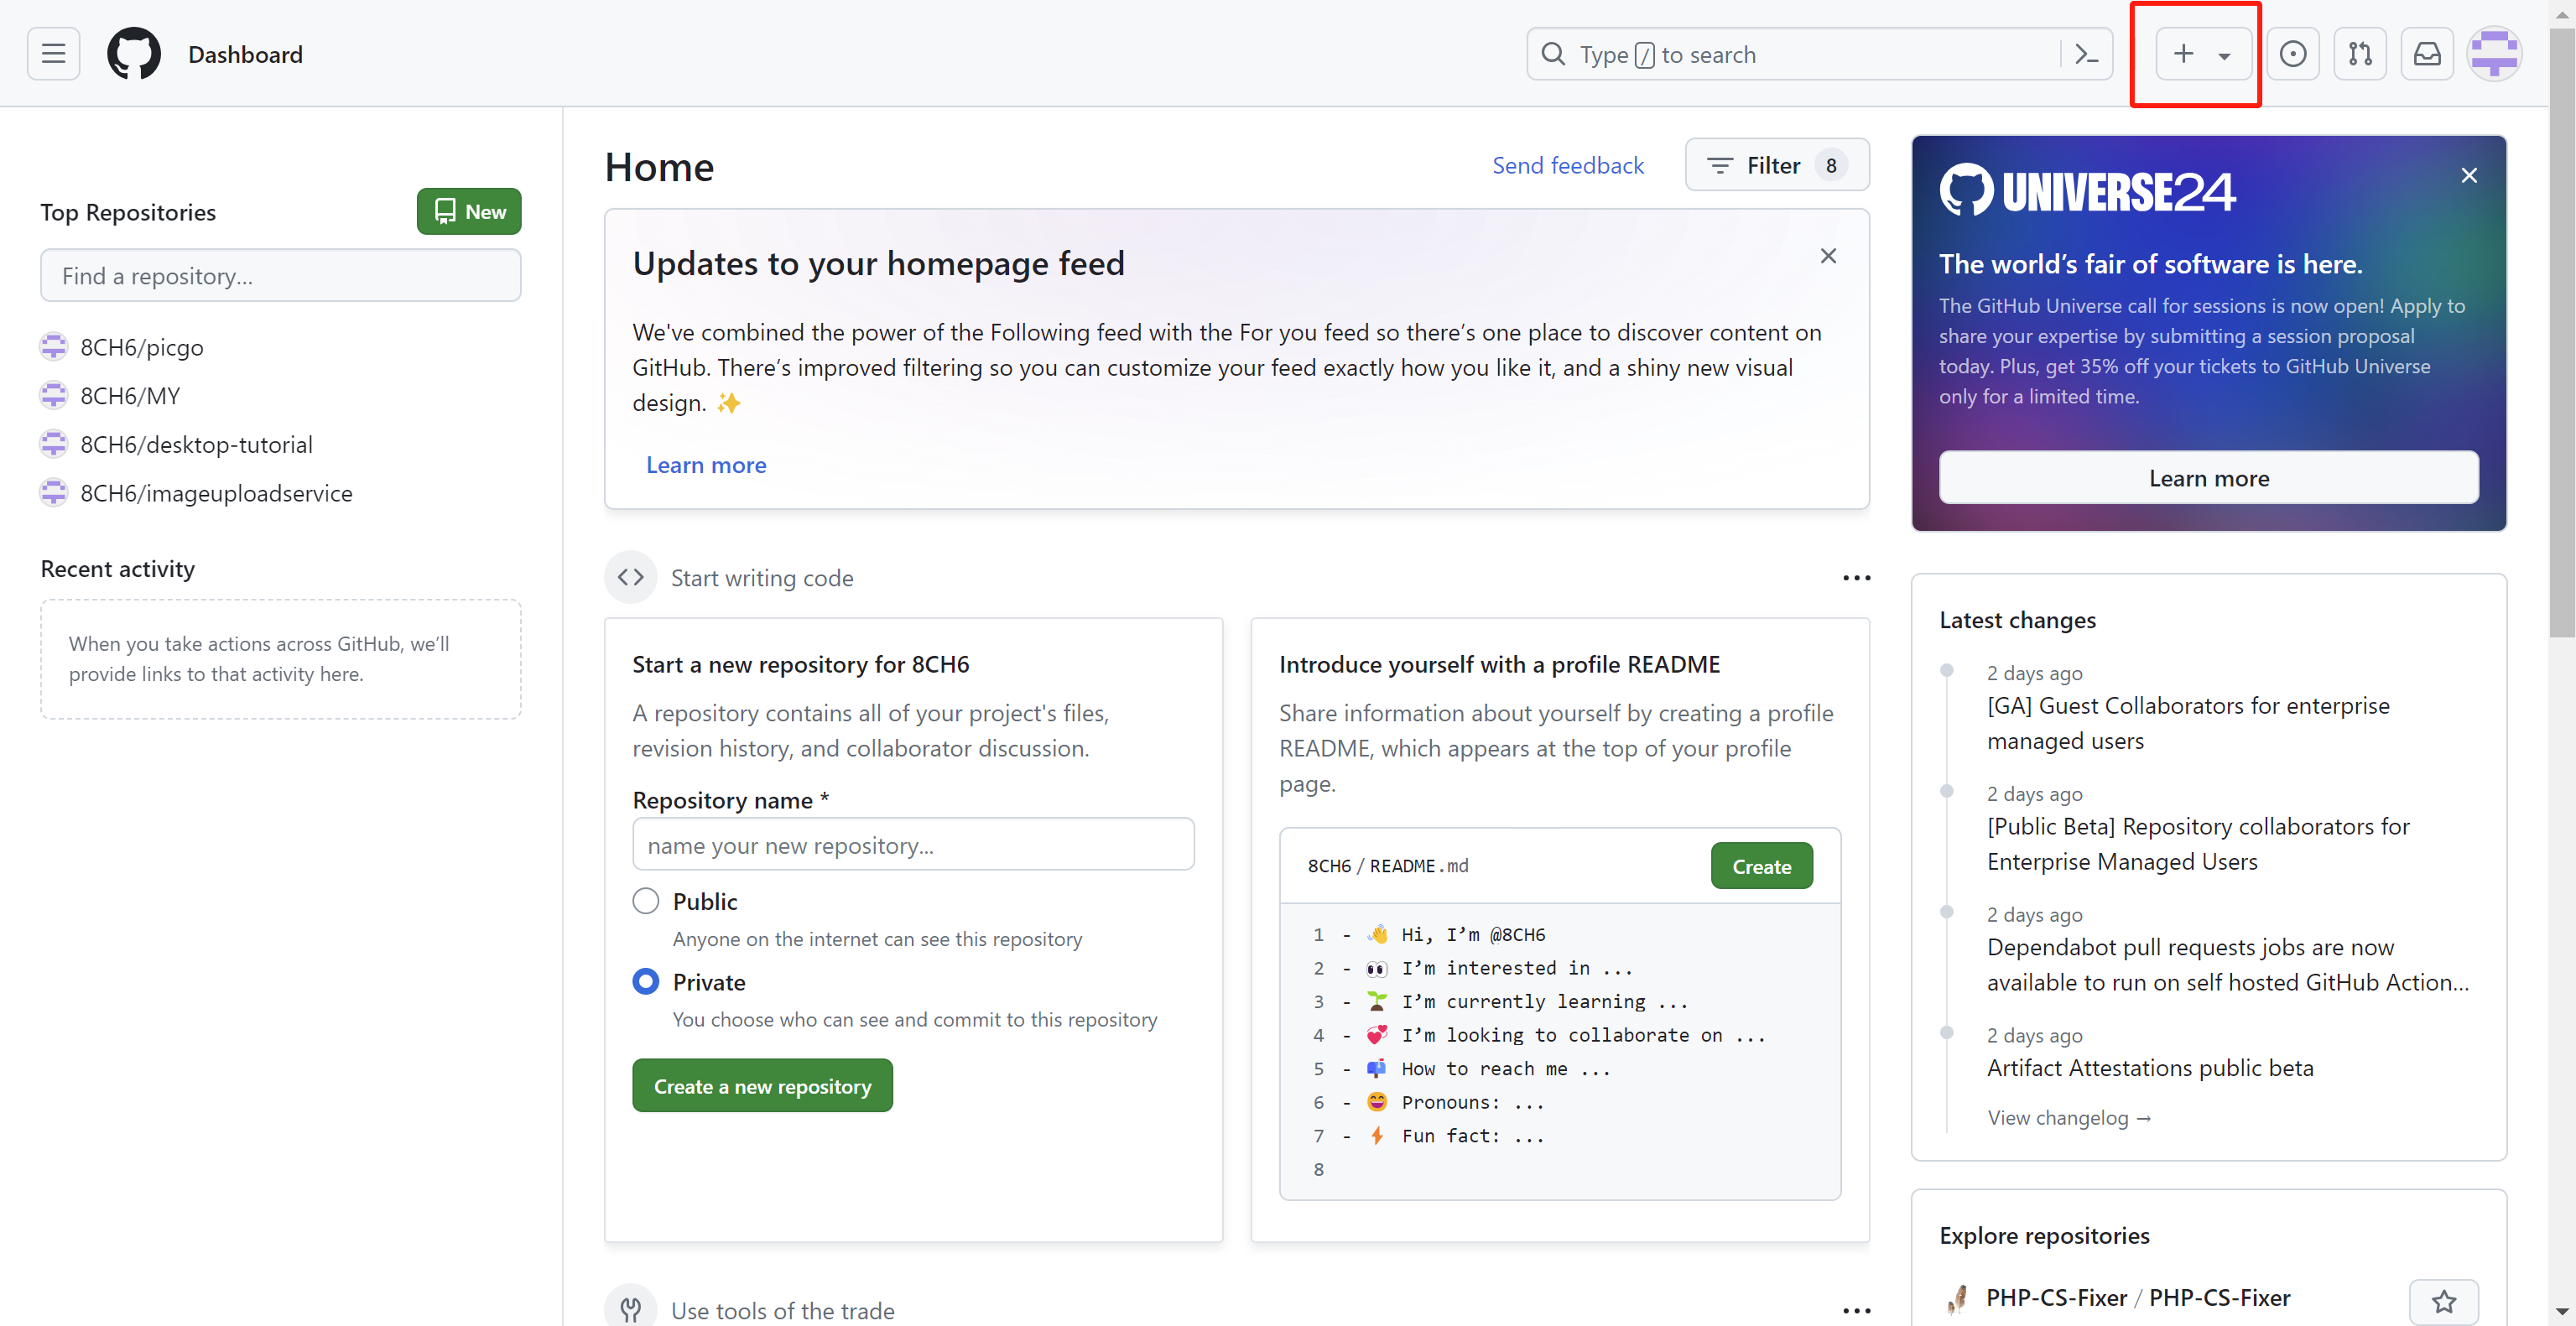 Dashboard
Type / to search
Top Repositories
New
Find a repository...
8CH6/picgo
8CH6/MY
8CH6/desktop-tutorial
8CH6/imageuploadservice
Recent activity
When you take actions across GitHub, we’ll
provide links to that activity here.
Home
Send feedback
Filter 8
Updates to your homepage feed
We've combined the power of the Following feed with the For you feed so there’s one place to discover content on
GitHub. There’s improved filtering so you can customize your feed exactly how you like it, and a shiny new visual
design. ✨
Learn more
Start writing code
Start a new repository for 8CH6
A repository contains all of your project's files,
revision history, and collaborator discussion.
Repository name *
name your new repository...
Public
Anyone on the internet can see this repository
Private
You choose who can see and commit to this repository
Create a new repository
Introduce yourself with a profile README
Share information about yourself by creating a profile
README, which appears at the top of your profile
page.
8CH6 / README.md
Create
1 - 👋 Hi, I’m @8CH6
2 - 👀 I’m interested in ...
3 - 🌱 I’m currently learning ...
4 - 💞️ I’m looking to collaborate on ...
5 - 📫 How to reach me ...
6 - 😄 Pronouns: ...
7 - ⚡ Fun fact: ...
8
Use tools of the trade
UNIVERSE24
The world’s fair of software is here.
The GitHub Universe call for sessions is now open! Apply to
share your expertise by submitting a session proposal
today. Plus, get 35% off your tickets to GitHub Universe
only for a limited time.
Learn more
Latest changes
2 days ago
[GA] Guest Collaborators for enterprise
managed users
2 days ago
[Public Beta] Repository collaborators for
Enterprise Managed Users
2 days ago
Dependabot pull requests jobs are now
available to run on self hosted GitHub Action...
2 days ago
Artifact Attestations public beta
View changelog →
Explore repositories
PHP-CS-Fixer / PHP-CS-Fixer